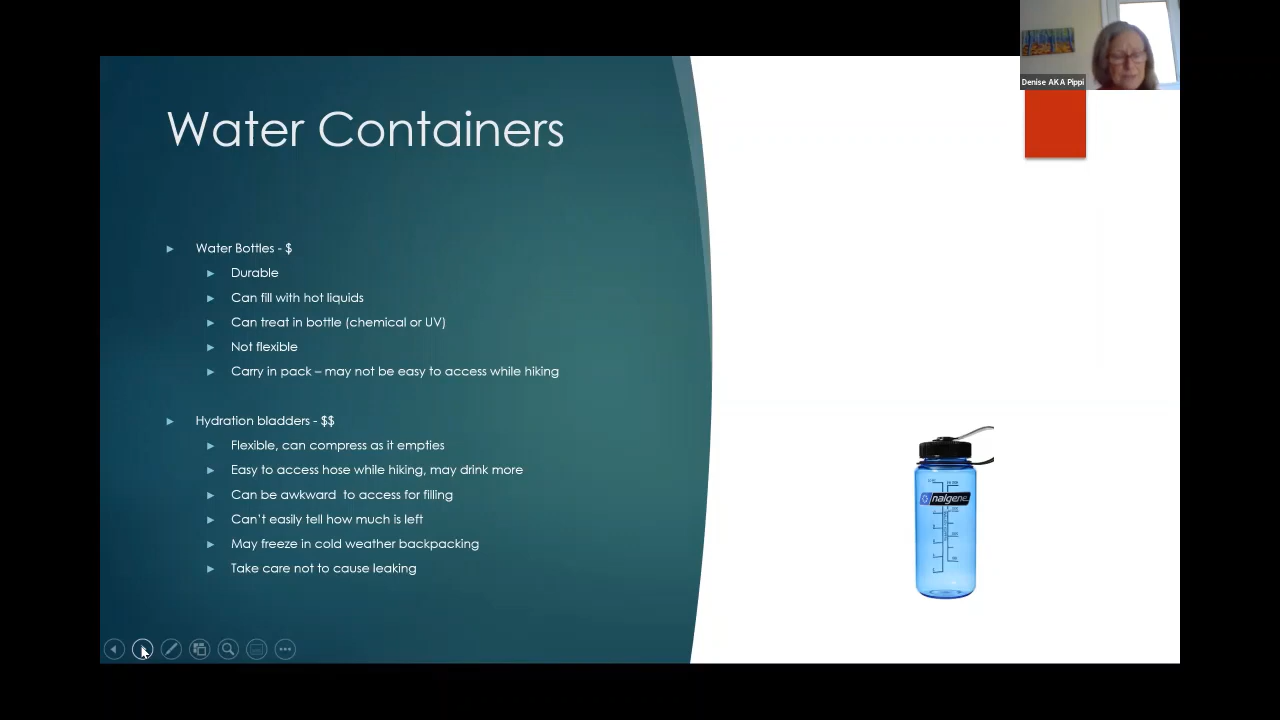 Denise AKA Pippi
Water Containers
Water Bottles - $
Durable
Can fill with hot liquids
Can treat in bottle (chemical or UV)
Not flexible
Carry in pack – may not be easy to access while hiking
Hydration bladders - $$
Flexible, can compress as it empties
Easy to access hose while hiking, may drink more
Can be awkward  to access for filling
Can't easily tell how much is left
May freeze in cold weather backpacking
Take care not to cause leaking
nalgene